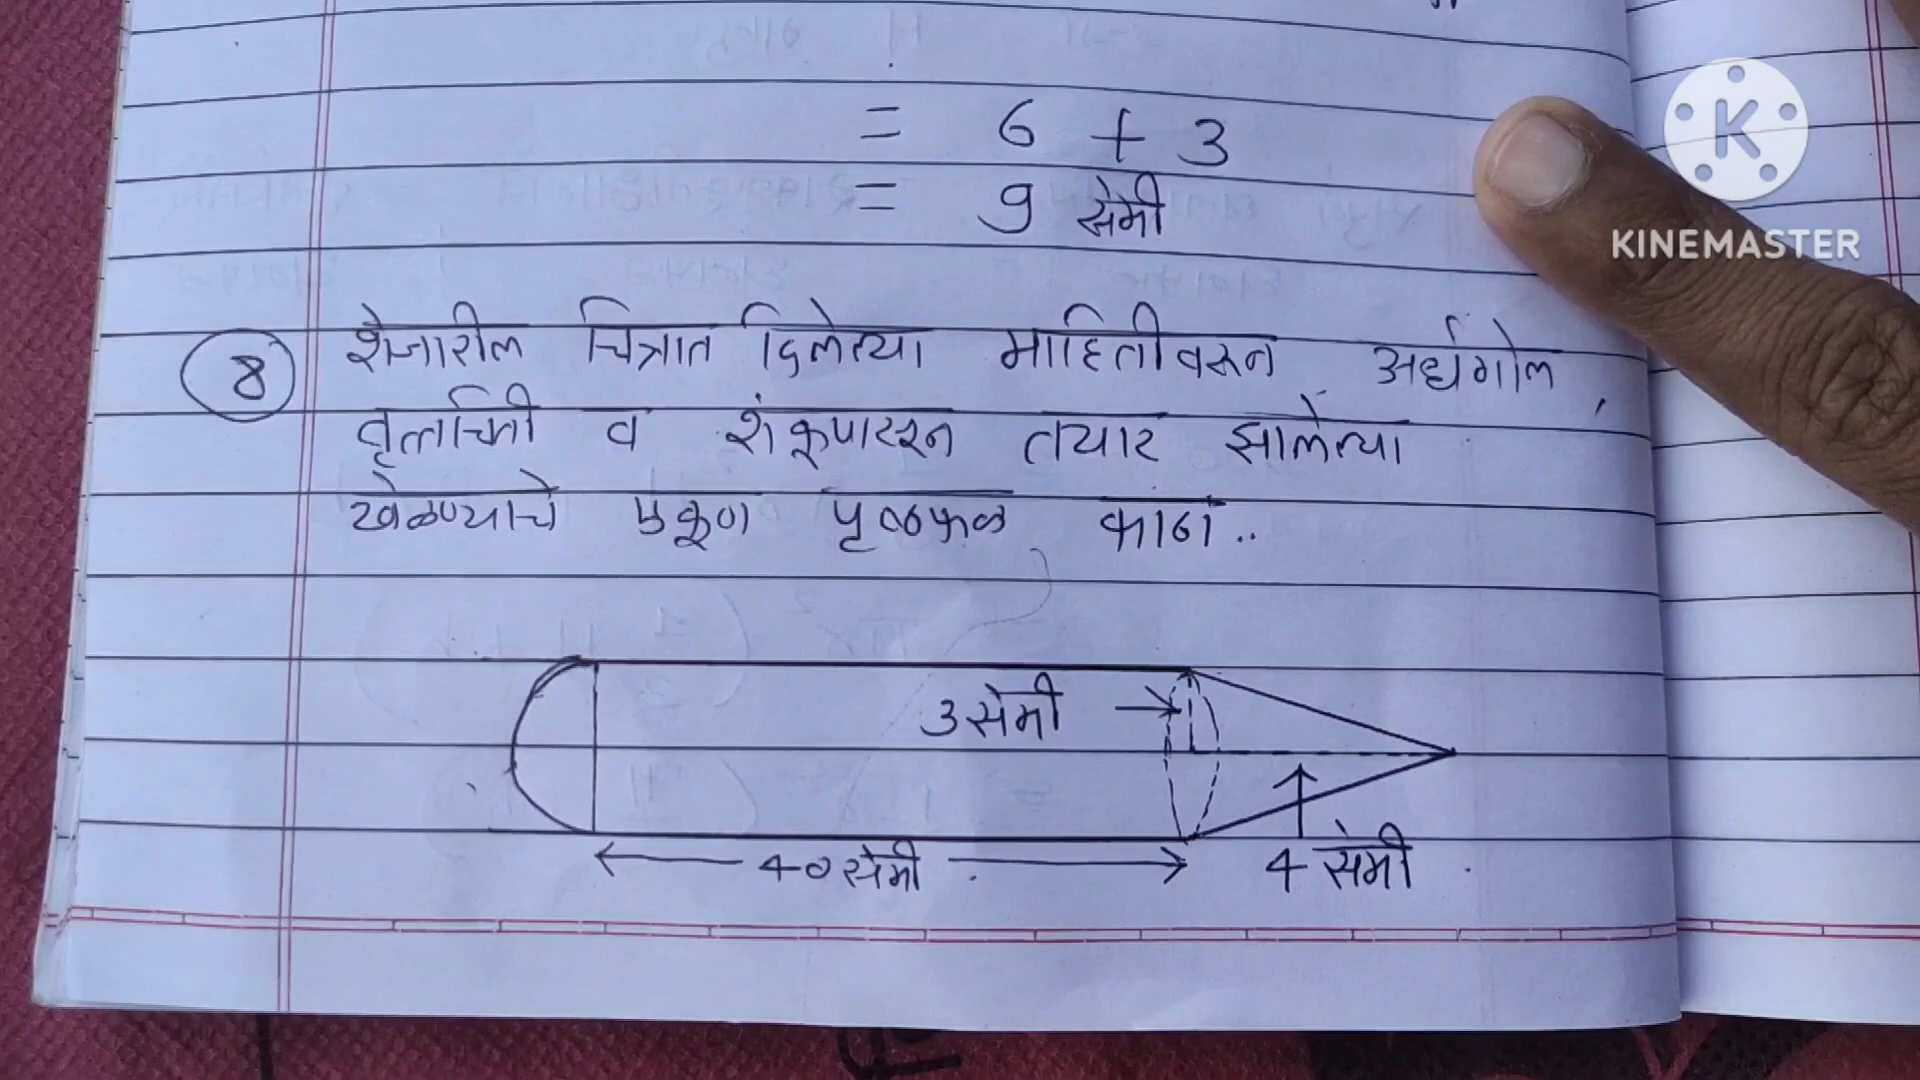 = 6 + 3
= 9 सेमी
8 शेजारील चित्रात दिलेल्या माहितीवरून अर्धगोल,
वृत्तचिती व शंकूपासून तयार झालेल्या
खेळण्याचे एकूण पृष्ठफळ काढा..
3 सेमी
40 सेमी 4 सेमी
K
KINEMASTER